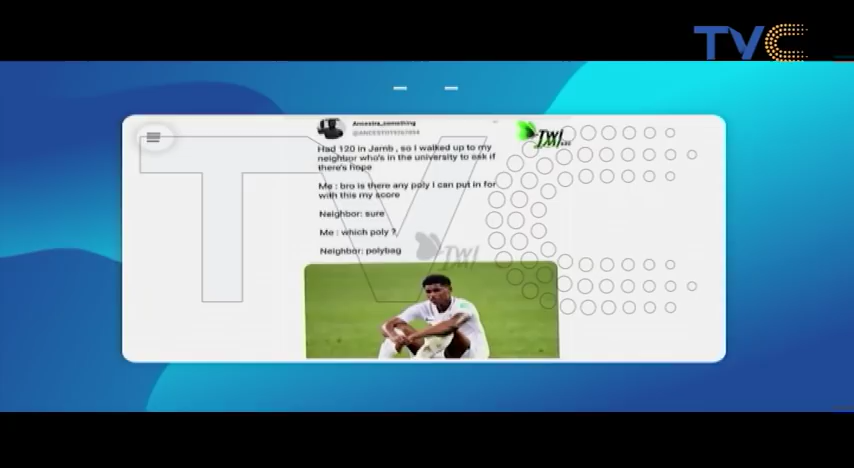 TVC
Ancestra_something
Had 120 in Jamb , so I walked up to my
neighbor who's in the university to ask if
there's hope
Me : bro is there any poly I can put in for
with this my score
Neighbor: sure
Me : which poly ?
Neighbor: polybag